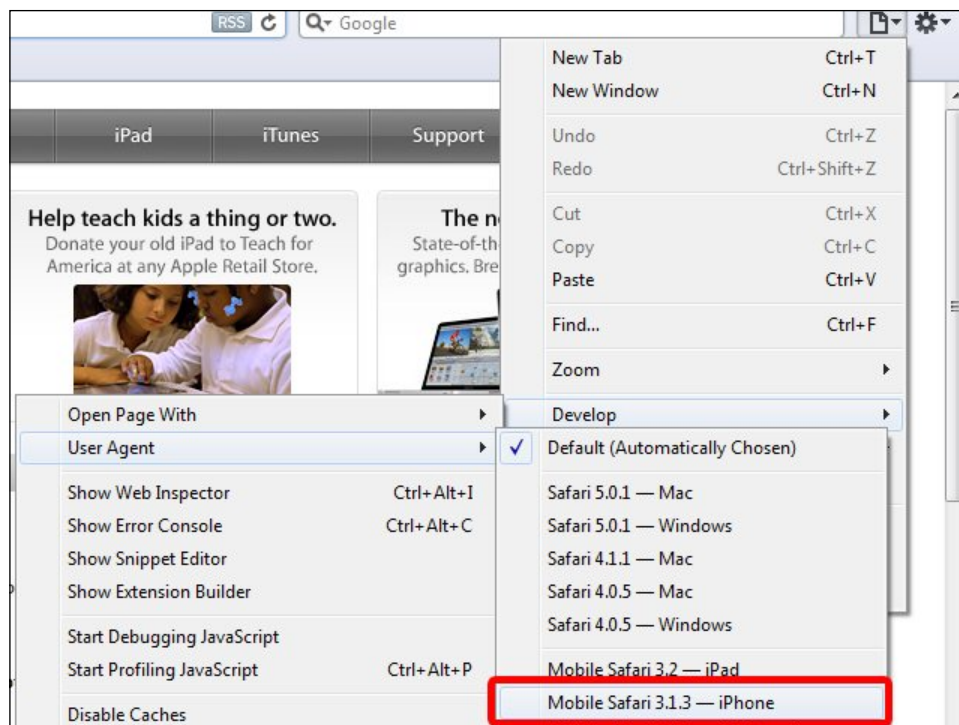 RSS
Google
New Tab Ctrl+T
New Window Ctrl+N
Undo Ctrl+Z
Redo Ctrl+Shift+Z
Cut Ctrl+X
Copy Ctrl+C
Paste Ctrl+V
Find... Ctrl+F
Zoom
Develop
iPad iTunes Support
Help teach kids a thing or two.
Donate your old iPad to Teach for
America at any Apple Retail Store.
The
State-of-th
graphics. Bre
Open Page With
User Agent
Show Web Inspector Ctrl+Alt+I
Show Error Console Ctrl+Alt+C
Show Snippet Editor
Show Extension Builder
Start Debugging JavaScript
Start Profiling JavaScript Ctrl+Alt+P
Disable Caches
Default (Automatically Chosen)
Safari 5.0.1 — Mac
Safari 5.0.1 — Windows
Safari 4.1.1 — Mac
Safari 4.0.5 — Mac
Safari 4.0.5 — Windows
Mobile Safari 3.2 — iPad
Mobile Safari 3.1.3 — iPhone